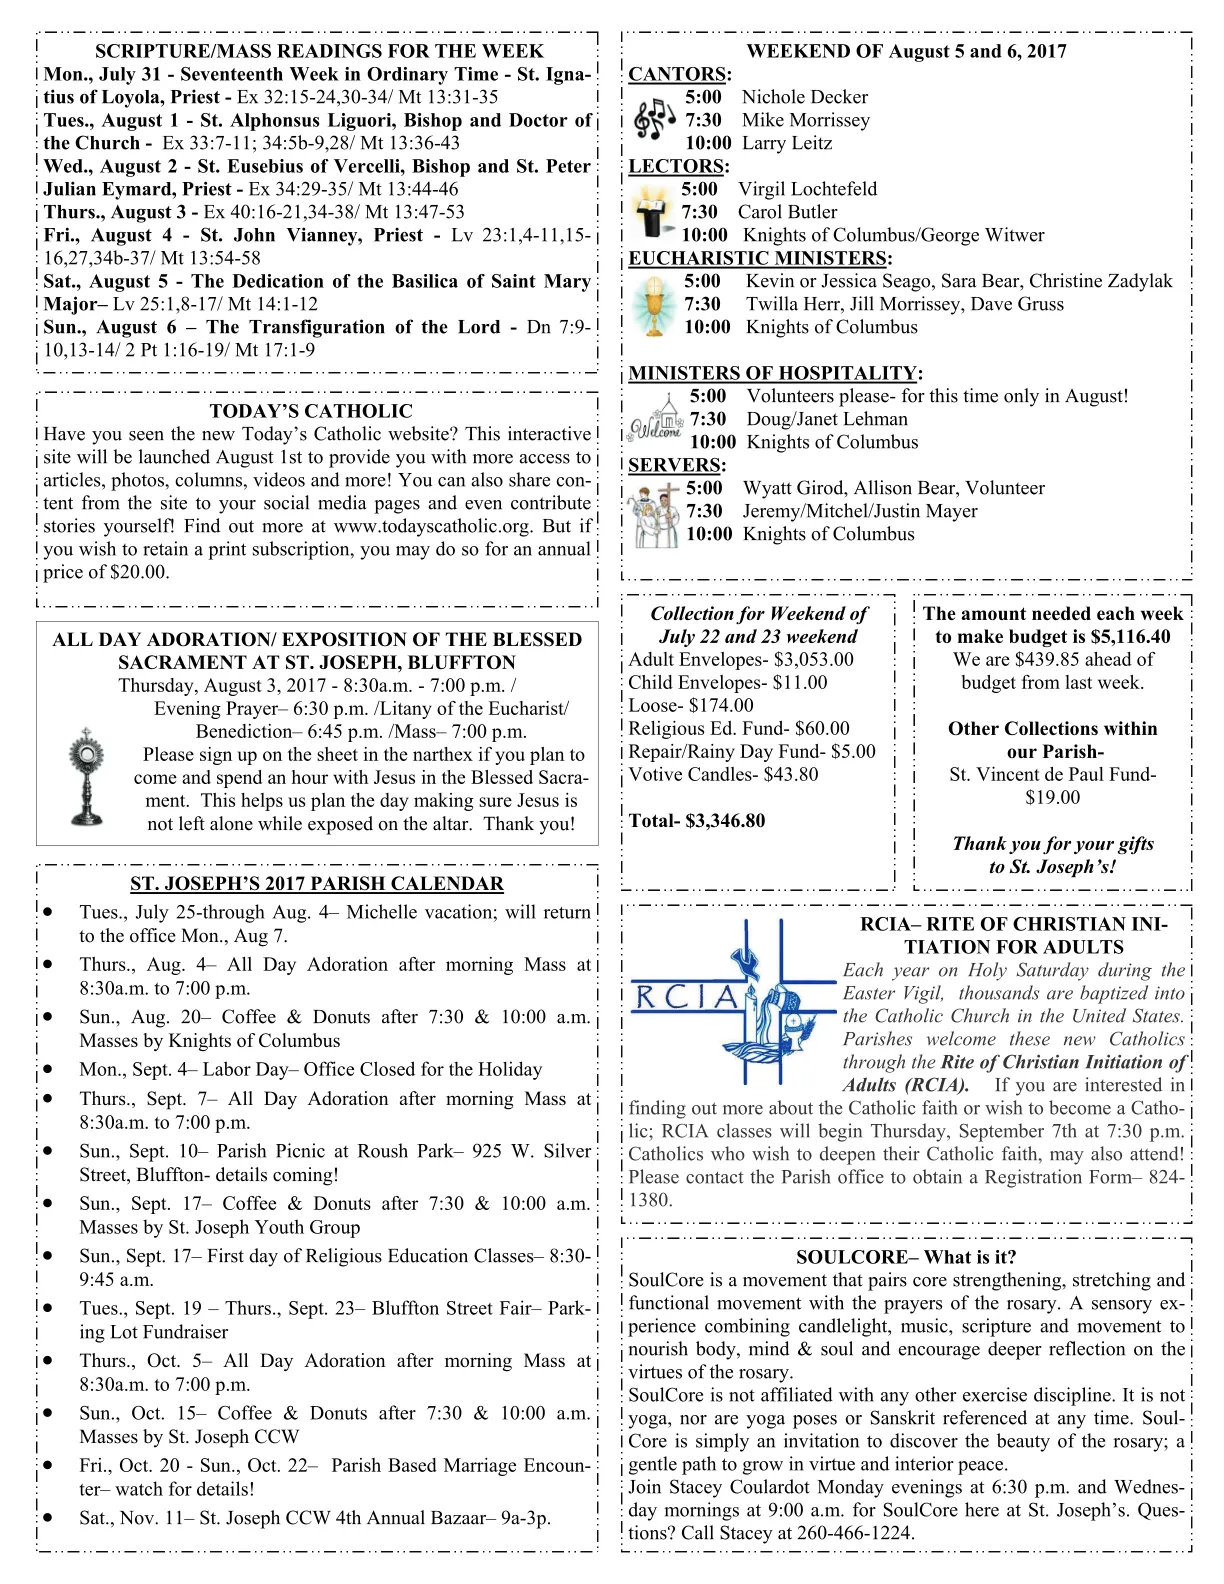 SCRIPTURE/MASS READINGS FOR THE WEEK
Mon., July 31 - Seventeenth Week in Ordinary Time - St. Igna-
tius of Loyola, Priest - Ex 32:15-24,30-34/ Mt 13:31-35
Tues., August 1 - St. Alphonsus Liguori, Bishop and Doctor of
the Church - Ex 33:7-11; 34:5b-9,28/ Mt 13:36-43
Wed., August 2 - St. Eusebius of Vercelli, Bishop and St. Peter
Julian Eymard, Priest - Ex 34:29-35/ Mt 13:44-46
Thurs., August 3 - Ex 40:16-21,34-38/ Mt 13:47-53
Fri., August 4 - St. John Vianney, Priest - Lv 23:1,4-11,15-
16,27,34b-37/ Mt 13:54-58
Sat., August 5 - The Dedication of the Basilica of Saint Mary
Major– Lv 25:1,8-17/ Mt 14:1-12
Sun., August 6 – The Transfiguration of the Lord - Dn 7:9-
10,13-14/ 2 Pt 1:16-19/ Mt 17:1-9
TODAY'S CATHOLIC
Have you seen the new Today's Catholic website? This interactive
site will be launched August 1st to provide you with more access to
articles, photos, columns, videos and more! You can also share con-
tent from the site to your social media pages and even contribute
stories yourself! Find out more at www.todayscatholic.org. But if
you wish to retain a print subscription, you may do so for an annual
price of $20.00.
ALL DAY ADORATION/ EXPOSITION OF THE BLESSED
SACRAMENT AT ST. JOSEPH, BLUFFTON
Thursday, August 3, 2017 - 8:30a.m. - 7:00 p.m. /
Evening Prayer– 6:30 p.m. /Litany of the Eucharist/
Benediction– 6:45 p.m. /Mass– 7:00 p.m.
Please sign up on the sheet in the narthex if you plan to
come and spend an hour with Jesus in the Blessed Sacra-
ment. This helps us plan the day making sure Jesus is
not left alone while exposed on the altar. Thank you!
ST. JOSEPH'S 2017 PARISH CALENDAR
• Tues., July 25-through Aug. 4– Michelle vacation; will return
to the office Mon., Aug 7.
• Thurs., Aug. 4– All Day Adoration after morning Mass at
8:30a.m. to 7:00 p.m.
• Sun., Aug. 20– Coffee & Donuts after 7:30 & 10:00 a.m.
Masses by Knights of Columbus
• Mon., Sept. 4– Labor Day– Office Closed for the Holiday
• Thurs., Sept. 7– All Day Adoration after morning Mass at
8:30a.m. to 7:00 p.m.
• Sun., Sept. 10– Parish Picnic at Roush Park– 925 W. Silver
Street, Bluffton- details coming!
• Sun., Sept. 17– Coffee & Donuts after 7:30 & 10:00 a.m.
Masses by St. Joseph Youth Group
• Sun., Sept. 17– First day of Religious Education Classes– 8:30-
9:45 a.m.
• Tues., Sept. 19 – Thurs., Sept. 23– Bluffton Street Fair– Park-
ing Lot Fundraiser
• Thurs., Oct. 5– All Day Adoration after morning Mass at
8:30a.m. to 7:00 p.m.
• Sun., Oct. 15– Coffee & Donuts after 7:30 & 10:00 a.m.
Masses by St. Joseph CCW
• Fri., Oct. 20 - Sun., Oct. 22– Parish Based Marriage Encoun-
ter– watch for details!
• Sat., Nov. 11– St. Joseph CCW 4th Annual Bazaar– 9a-3p.
WEEKEND OF August 5 and 6, 2017
CANTORS:
5:00 Nichole Decker
7:30 Mike Morrissey
10:00 Larry Leitz
LECTORS:
5:00 Virgil Lochtefeld
7:30 Carol Butler
10:00 Knights of Columbus/George Witwer
EUCHARISTIC MINISTERS:
5:00 Kevin or Jessica Seago, Sara Bear, Christine Zadylak
7:30 Twilla Herr, Jill Morrissey, Dave Gruss
10:00 Knights of Columbus
MINISTERS OF HOSPITALITY:
Welcome
5:00 Volunteers please- for this time only in August!
7:30 Doug/Janet Lehman
10:00 Knights of Columbus
SERVERS:
5:00 Wyatt Girod, Allison Bear, Volunteer
7:30 Jeremy/Mitchel/Justin Mayer
10:00 Knights of Columbus
Collection for Weekend of
July 22 and 23 weekend
Adult Envelopes- $3,053.00
Child Envelopes- $11.00
Loose- $174.00
Religious Ed. Fund- $60.00
Repair/Rainy Day Fund- $5.00
Votive Candles- $43.80
Total- $3,346.80
The amount needed each week
to make budget is $5,116.40
We are $439.85 ahead of
budget from last week.
Other Collections within
our Parish-
St. Vincent de Paul Fund-
$19.00
Thank you for your gifts
to St. Joseph's!
RCIA
RCIA– RITE OF CHRISTIAN INI-
TIATION FOR ADULTS
Each year on Holy Saturday during the
Easter Vigil, thousands are baptized into
the Catholic Church in the United States.
Parishes welcome these new Catholics
through the Rite of Christian Initiation of
Adults (RCIA). If you are interested in
finding out more about the Catholic faith or wish to become a Catho-
lic; RCIA classes will begin Thursday, September 7th at 7:30 p.m.
Catholics who wish to deepen their Catholic faith, may also attend!
Please contact the Parish office to obtain a Registration Form– 824-
1380.
SOULCORE– What is it?
SoulCore is a movement that pairs core strengthening, stretching and
functional movement with the prayers of the rosary. A sensory ex-
perience combining candlelight, music, scripture and movement to
nourish body, mind & soul and encourage deeper reflection on the
virtues of the rosary.
SoulCore is not affiliated with any other exercise discipline. It is not
yoga, nor are yoga poses or Sanskrit referenced at any time. Soul-
Core is simply an invitation to discover the beauty of the rosary; a
gentle path to grow in virtue and interior peace.
Join Stacey Coulardot Monday evenings at 6:30 p.m. and Wednes-
day mornings at 9:00 a.m. for SoulCore here at St. Joseph's. Ques-
tions? Call Stacey at 260-466-1224.